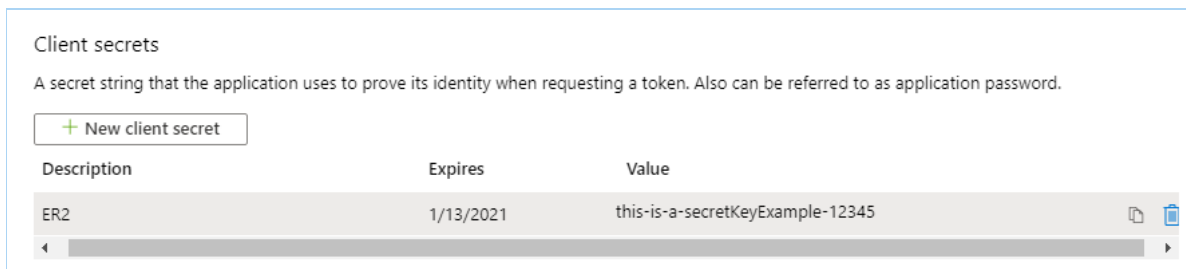 Client secrets
A secret string that the application uses to prove its identity when requesting a token. Also can be referred to as application password.
+ New client secret
Description Expires Value
ER2 1/13/2021 this-is-a-secretKeyExample-12345